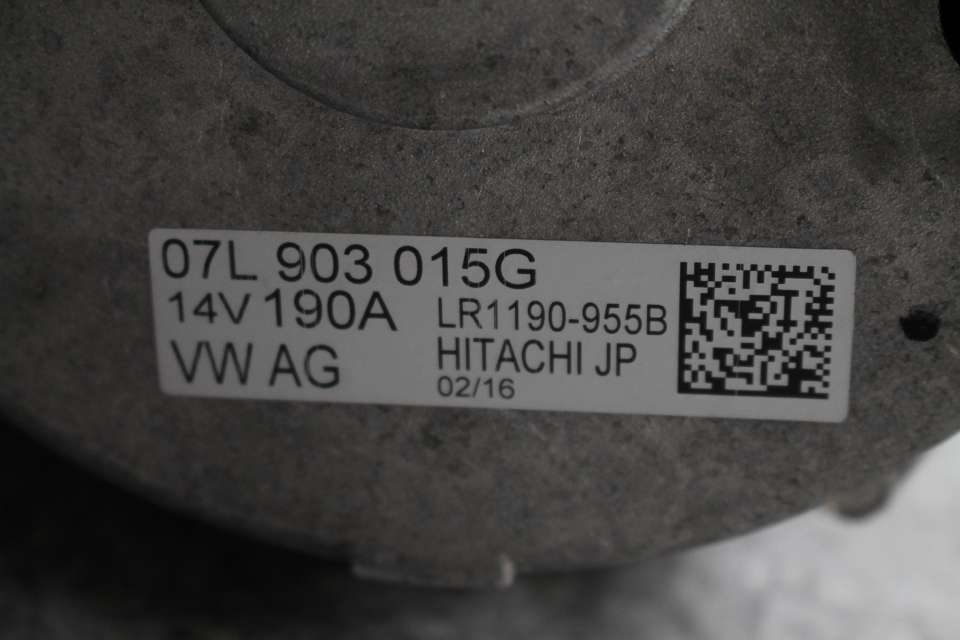 07L 903 015G
14V 190A LR1190-955B
VW AG HITACHI JP
02/16